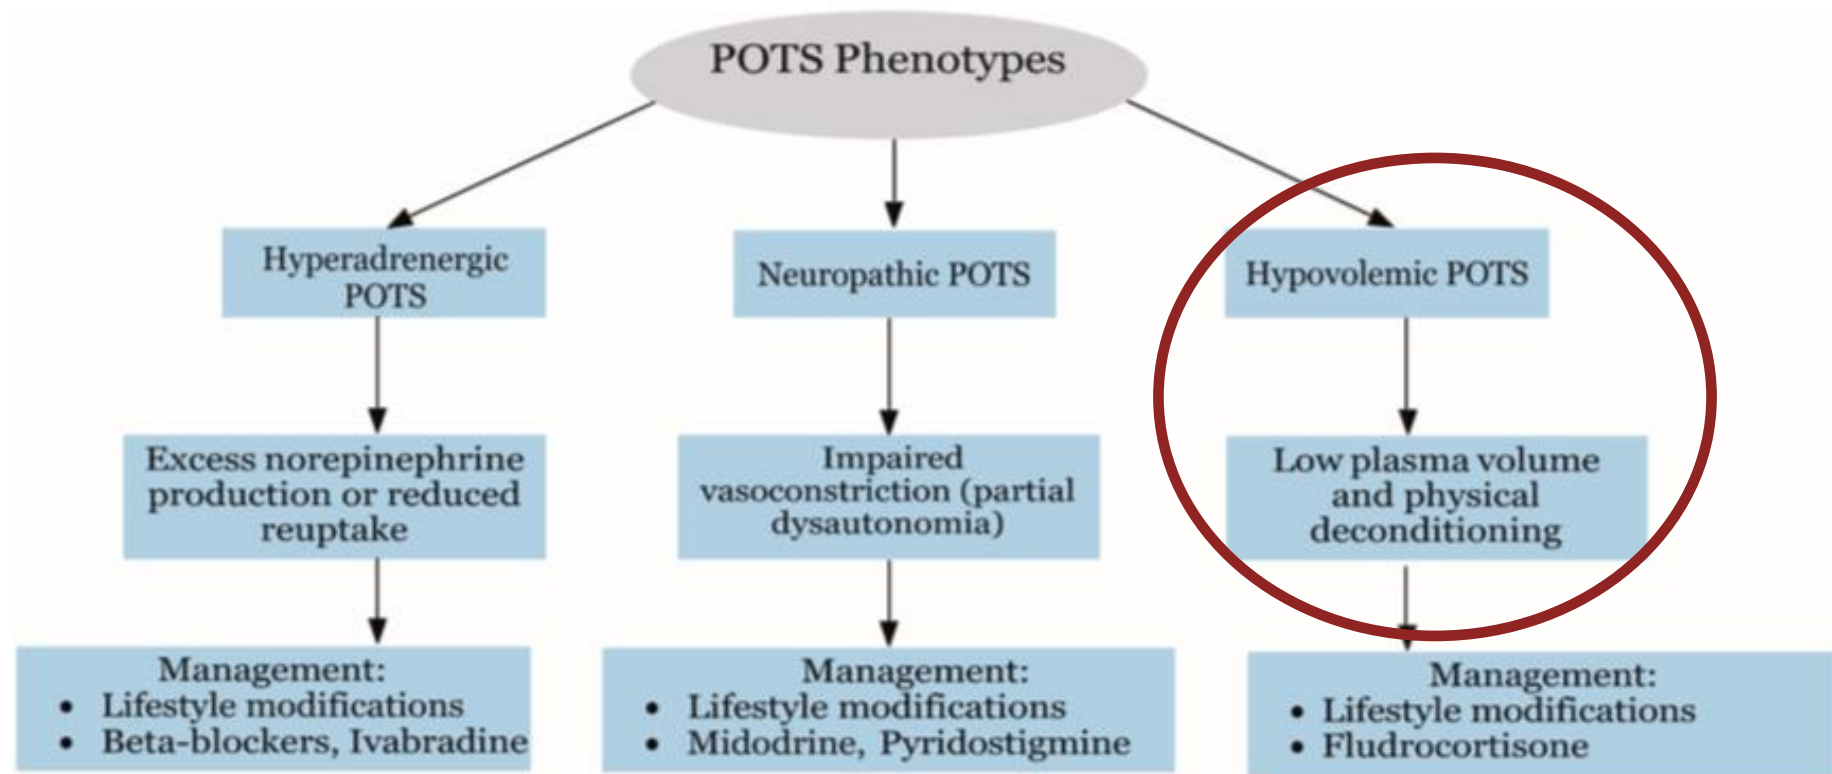 POTS Phenotypes
Hyperadrenergic
POTS
Neuropathic POTS
Hypovolemic POTS
Excess norepinephrine
production or reduced
reuptake
Impaired
vasoconstriction (partial
dysautonomia)
Low plasma volume
and physical
deconditioning
Management:
• Lifestyle modifications
• Beta-blockers, Ivabradine
Management:
• Lifestyle modifications
• Midodrine, Pyridostigmine
Management:
• Lifestyle modifications
• Fludrocortisone